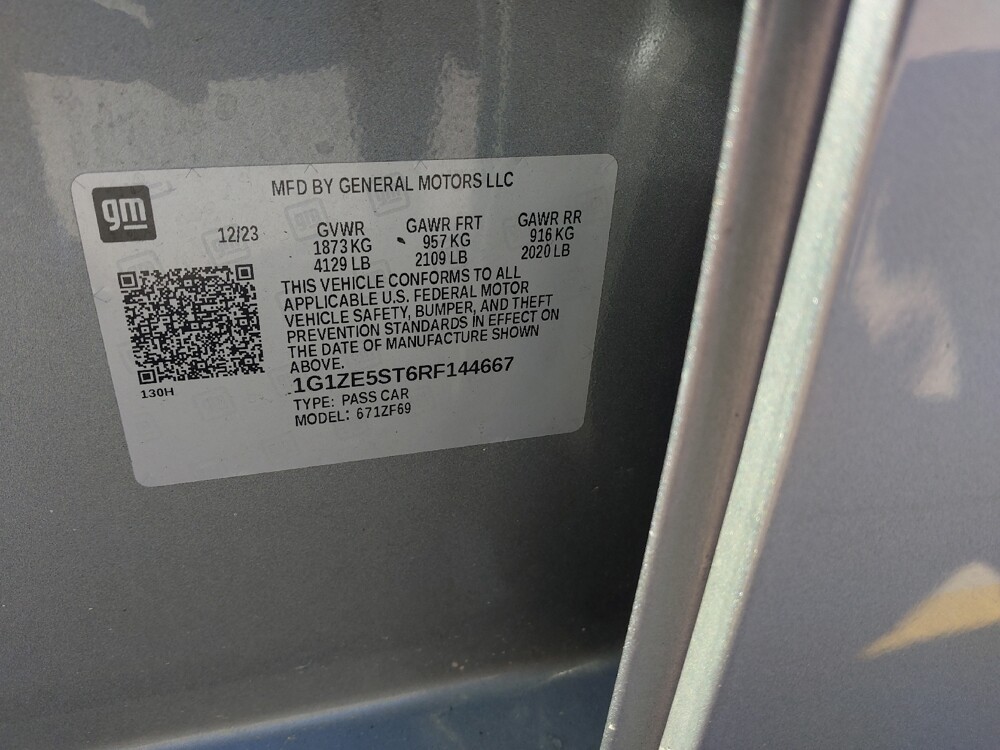 MFD BY GENERAL MOTORS LLC
gm
12/23 GVWR GAWR FRT GAWR RR
1873 KG 957 KG 916 KG
4129 LB 2109 LB 2020 LB
THIS VEHICLE CONFORMS TO ALL
APPLICABLE U.S. FEDERAL MOTOR
VEHICLE SAFETY, BUMPER, AND THEFT
PREVENTION STANDARDS IN EFFECT ON
THE DATE OF MANUFACTURE SHOWN
ABOVE.
1G1ZE5ST6RF144667
130H
TYPE: PASS CAR
MODEL: 671ZF69